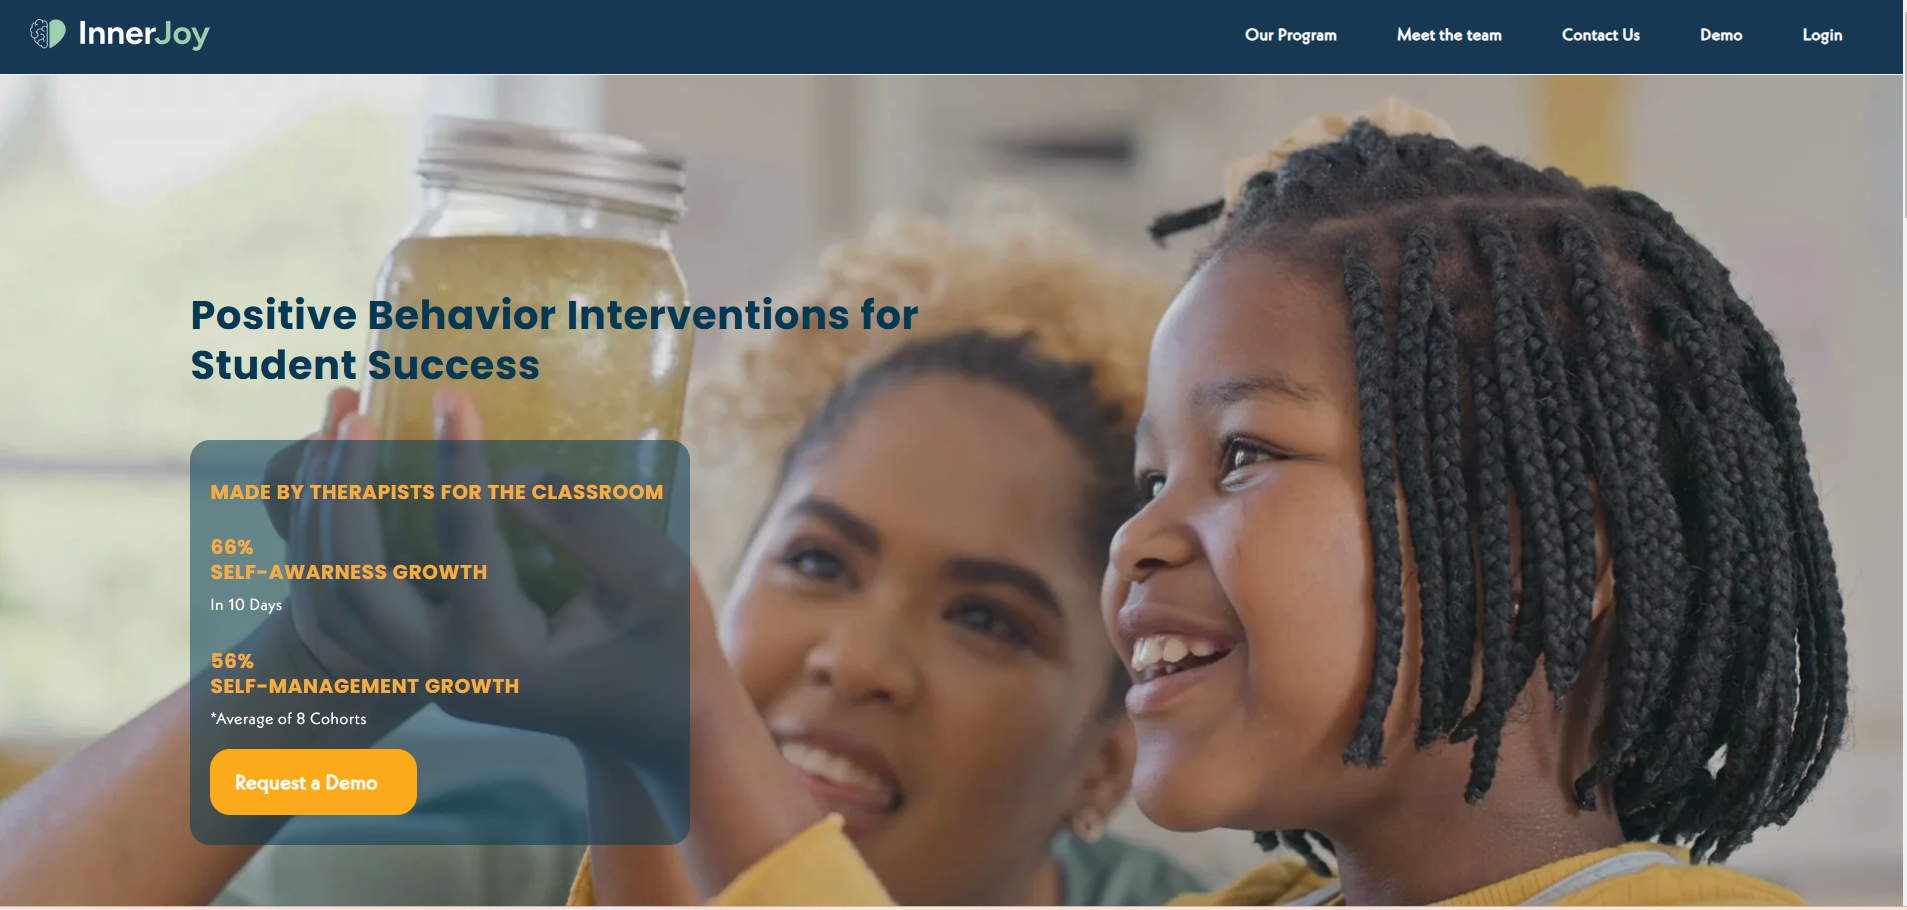 InnerJoy
Our Program
Meet the team
Contact Us
Demo
Login
Positive Behavior Interventions for
Student Success
MADE BY THERAPISTS FOR THE CLASSROOM
66%
SELF-AWARNESS GROWTH
In 10 Days
56%
SELF-MANAGEMENT GROWTH
*Average of 8 Cohorts
Request a Demo